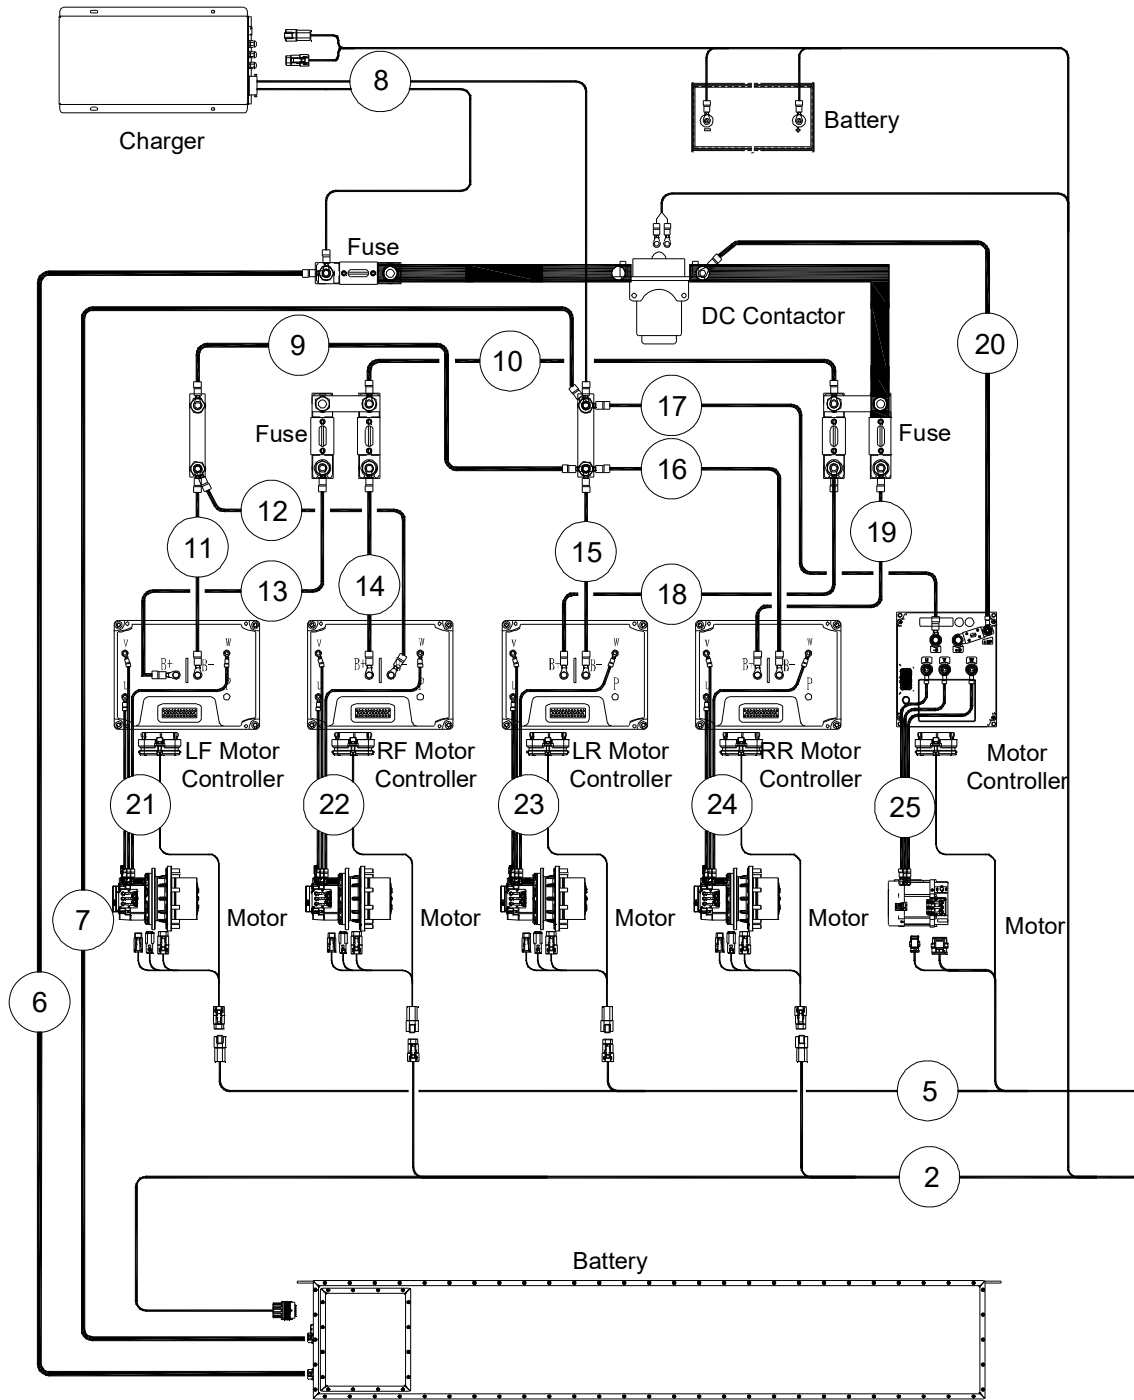 8
Charger
Battery
Fuse
DC Contactor
9
10
20
17
Fuse
Fuse
16
12
11
15
19
13
14
18
V
W
B+
B-
P
V
W
B+
P
V
W
B+
B-
P
V
W
B-
P
LF Motor
Controller
RF Motor
Controller
LR Motor
Controller
RR Motor
Controller
Motor
Controller
21
22
23
24
25
7
Motor
Motor
Motor
Motor
Motor
6
5
2
Battery